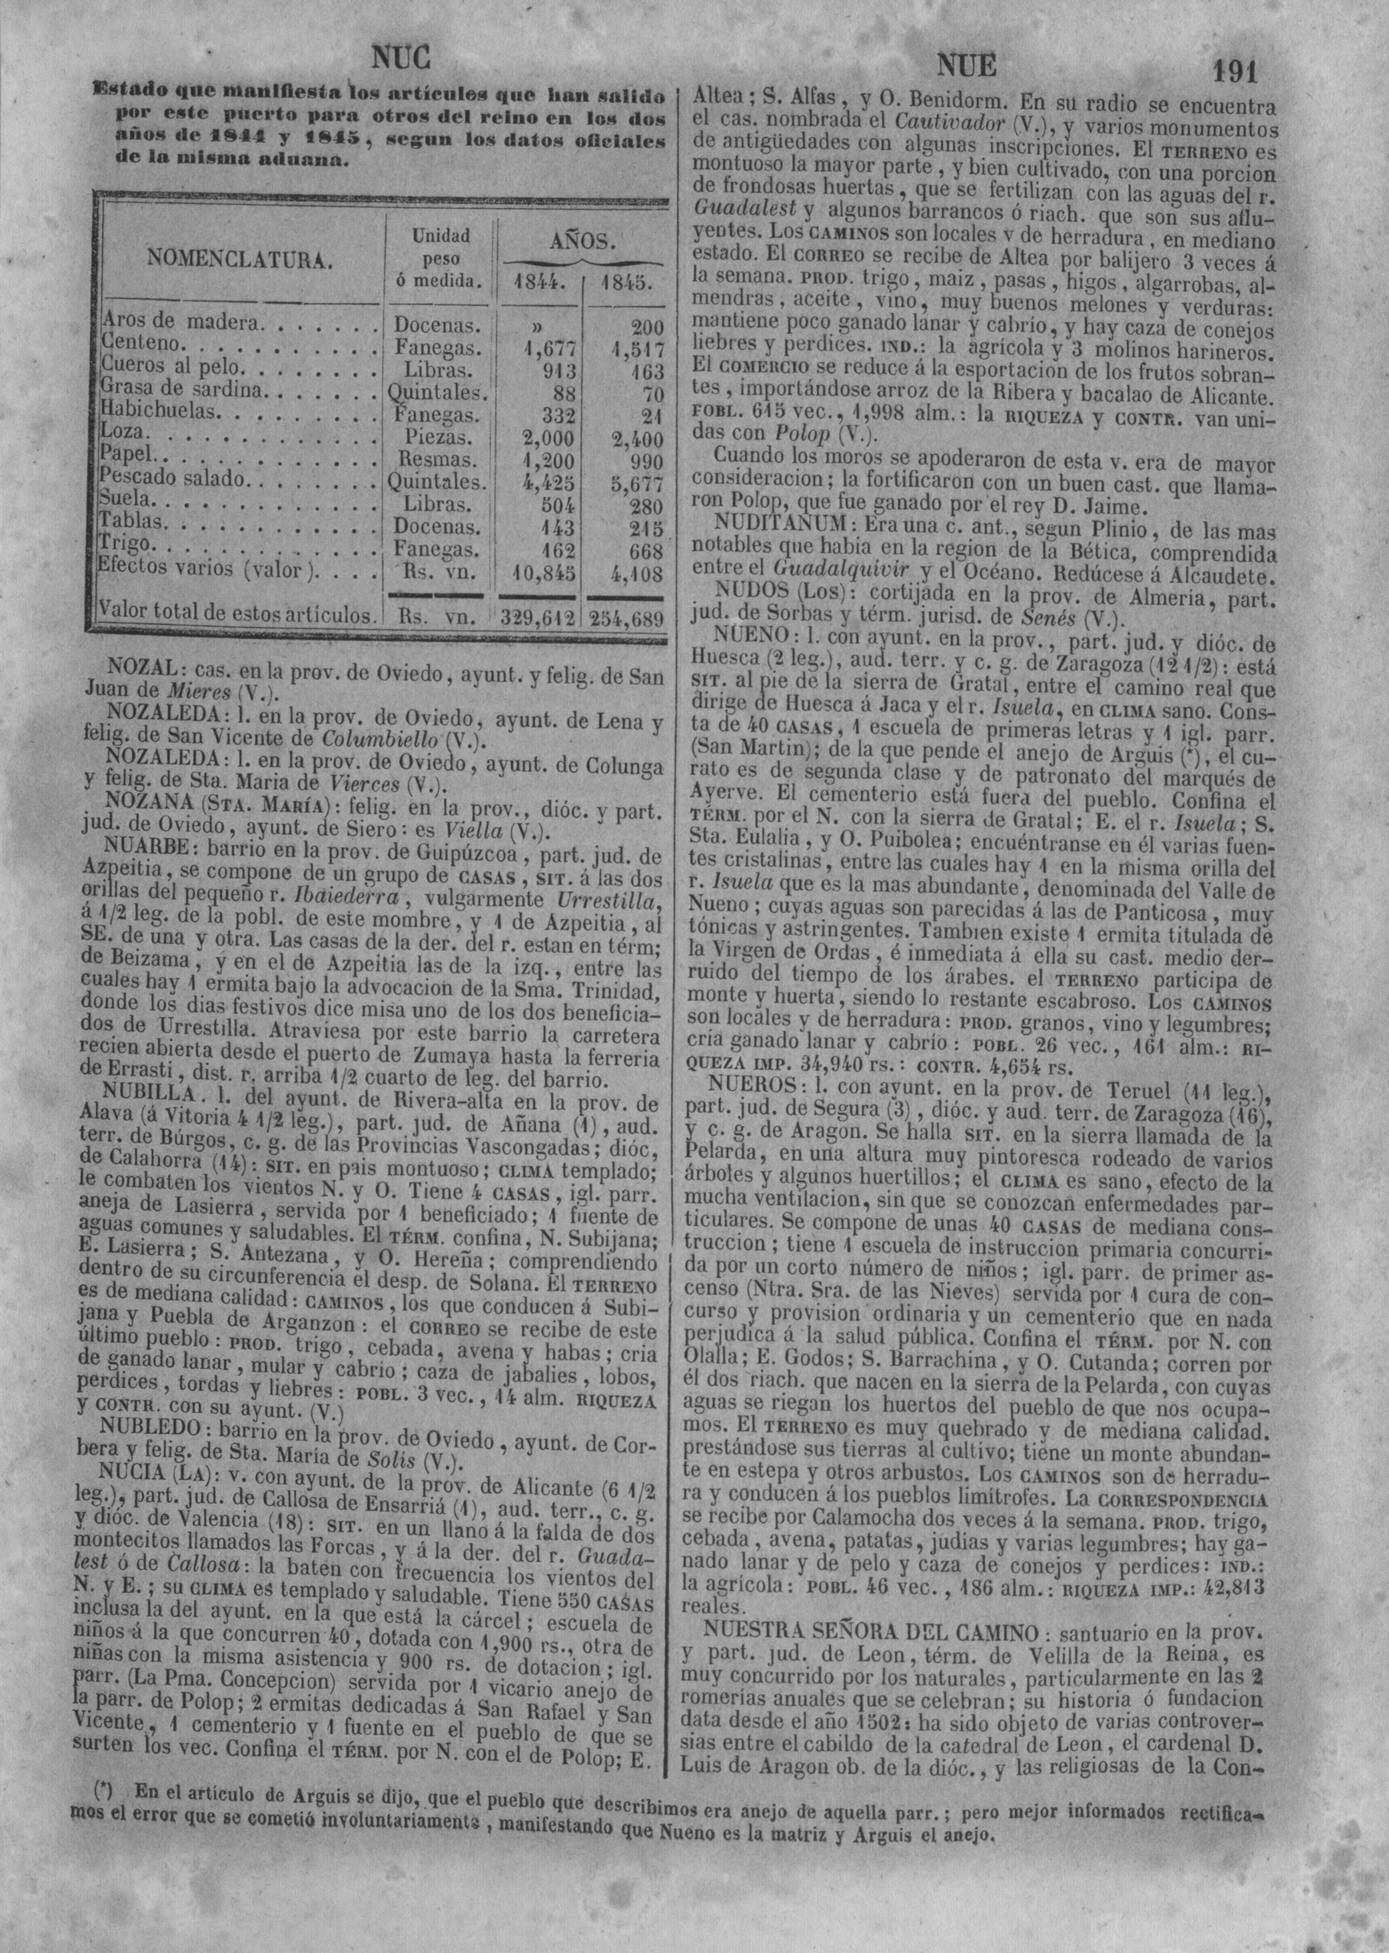 NUC
NUE
191
Estado que manifiesta los artículos que han salido
por este puerto para otros del reino en los dos
años de 1844 y 1845, segun los datos oficiales
de la misma aduana.
NOMENCLATURA. Unidad peso ó medida. AÑOS. 1844. 1845.
Aros de madera. . . . . . . Docenas. » 200
Centeno. . . . . . . . . . . Fanegas. 1,677 1,517
Cueros al pelo. . . . . . . . Libras. 913 163
Grasa de sardina. . . . . . . Quintales. 88 70
Habichuelas. . . . . . . . . Fanegas. 332 21
Loza. . . . . . . . . . . . . Piezas. 2,000 2,400
Papel. . . . . . . . . . . . . Resmas. 1,200 990
Pescado salado. . . . . . . . Quintales. 4,425 5,677
Suela. . . . . . . . . . . . . Libras. 504 280
Tablas. . . . . . . . . . . . Docenas. 143 215
Trigo. . . . . . . . . . . . . Fanegas. 162 668
Efectos varios (valor). . . . Rs. vn. 10,845 4,108
Valor total de estos artículos. Rs. vn. 329,612 254,689
NOZAL: cas. en la prov. de Oviedo, ayunt. y felig. de San
Juan de Mieres (V.).
NOZALEDA: l. en la prov. de Oviedo, ayunt. de Lena y
felig. de San Vicente de Columbiello (V.).
NOZALEDA: l. en la prov. de Oviedo, ayunt. de Colunga
y felig. de Sta. Maria de Vierces (V.).
NOZANA (STA. MARÍA): felig. en la prov., dióc. y part.
jud. de Oviedo, ayunt. de Siero: es Viella (V.).
NUARBE: barrio en la prov. de Guipúzcoa, part. jud. de
Azpeitia, se compone de un grupo de CASAS, SIT. á las dos
orillas del pequeño r. Ibaiederra, vulgarmente Urrestilla,
á 1/2 leg. de la pobl. de este mombre, y 1 de Azpeitia, al
SE. de una y otra. Las casas de la der. del r. estan en térm;
de Beizama, y en el de Azpeitia las de la izq., entre las
cuales hay 1 ermita bajo la advocacion de la Sma. Trinidad,
donde los dias festivos dice misa uno de los dos beneficia-
dos de Urrestilla. Atraviesa por este barrio la carretera
recien abierta desde el puerto de Zumaya hasta la ferreria
de Errasti, dist. r. arriba 1/2 cuarto de leg. del barrio.
NUBILLA. l. del ayunt. de Rivera-alta en la prov. de
Alava (á Vitoria 4 1/2 leg.), part. jud. de Añana (1), aud.
terr. de Búrgos, c. g. de las Provincias Vascongadas; dióc,
de Calahorra (14): SIT. en pais montuoso; CLIMA templado;
le combaten los vientos N. y O. Tiene 4 CASAS, igl. parr.
aneja de Lasierra, servida por 1 beneficiado; 1 fuente de
aguas comunes y saludables. El TÉRM. confina, N. Subijana;
E. Lasierra; S. Antezana, y O. Hereña; comprendiendo
dentro de su circunferencia el desp. de Solana. El TERRENO
es de mediana calidad: CAMINOS, los que conducen á Subi-
jana y Puebla de Arganzon: el CORREO se recibe de este
último pueblo: PROD. trigo, cebada, avena y habas; cria
de ganado lanar, mular y cabrio; caza de jabalies, lobos,
perdices, tordas y liebres: POBL. 3 vec., 14 alm. RIQUEZA
y CONTR. con su ayunt. (V.)
NUBLEDO: barrio en la prov. de Oviedo, ayunt. de Cor-
bera y felig. de Sta. María de Solis (V.).
NUCIA (LA): v. con ayunt. de la prov. de Alicante (6 1/2
leg.), part. jud. de Callosa de Ensarriá (1), aud. terr., c. g.
y dióc. de Valencia (18): SIT. en un llano á la falda de dos
montecitos llamados las Forcas, y á la der. del r. Guada-
lest ó de Callosa: la baten con frecuencia los vientos del
N. y E.; su CLIMA es templado y saludable. Tiene 550 CASAS
inclusa la del ayunt. en la que está la cárcel; escuela de
niños á la que concurren 40, dotada con 1,900 rs., otra de
niñas con la misma asistencia y 900 rs. de dotacion; igl.
parr. (La Pma. Concepcion) servida por 1 vicario anejo de
la parr. de Polop; 2 ermitas dedicadas á San Rafael y San
Vicente, 1 cementerio y 1 fuente en el pueblo de que se
surten los vec. Confina el TÉRM. por N. con el de Polop; E.
Altea; S. Alfas, y O. Benidorm. En su radio se encuentra
el cas. nombrada el Cautivador (V.), y varios monumentos
de antigüedades con algunas inscripciones. El TERRENO es
montuoso la mayor parte, y bien cultivado, con una porcion
de frondosas huertas, que se fertilizan con las aguas del r.
Guadalest y algunos barrancos ó riach. que son sus aflu-
yentes. Los CAMINOS son locales y de herradura, en mediano
estado. El CORREO se recibe de Altea por balijero 3 veces á
la semana. PROD. trigo, maiz, pasas, higos, algarrobas, al-
mendras, aceite, vino, muy buenos melones y verduras:
mantiene poco ganado lanar y cabrio, y hay caza de conejos
liebres y perdices. IND.: la agrícola y 3 molinos harineros.
El COMERCIO se reduce á la esportacion de los frutos sobran-
tes, importándose arroz de la Ribera y bacalao de Alicante.
POBL. 615 vec., 1,998 alm.: la RIQUEZA y CONTR. van uni-
das con Polop (V.).
Cuando los moros se apoderaron de esta v. era de mayor
consideracion; la fortificaron con un buen cast. que llama-
ron Polop, que fue ganado por el rey D. Jaime.
NUDITANUM: Era una c. ant., segun Plinio, de las mas
notables que habia en la region de la Bética, comprendida
entre el Guadalquivir y el Océano. Redúcese á Alcaudete.
NUDOS (Los): cortijada en la prov. de Almeria, part.
jud. de Sorbas y térm. jurisd. de Senés (V.).
NUENO: l. con ayunt. en la prov., part. jud. y dióc. de
Huesca (2 leg.), aud. terr. y c. g. de Zaragoza (12 1/2): está
SIT. al pie de la sierra de Gratal, entre el camino real que
dirige de Huesca á Jaca y el r. Isuela, en CLIMA sano. Cons-
ta de 40 CASAS, 1 escuela de primeras letras y 1 igl. parr.
(San Martin); de la que pende el anejo de Arguis (*), el cu-
rato es de segunda clase y de patronato del marqués de
Ayerve. El cementerio está fuera del pueblo. Confina el
TÉRM. por el N. con la sierra de Gratal; E. el r. Isuela; S.
Sta. Eulalia, y O. Puibolea; encuéntranse en él varias fuen-
tes cristalinas, entre las cuales hay 1 en la misma orilla del
r. Isuela que es la mas abundante, denominada del Valle de
Nueno; cuyas aguas son parecidas á las de Panticosa, muy
tónicas y astringentes. Tambien existe 1 ermita titulada de
la Virgen de Ordas, é inmediata á ella su cast. medio der-
ruido del tiempo de los árabes. el TERRENO participa de
monte y huerta, siendo lo restante escabroso. Los CAMINOS
son locales y de herradura: PROD. granos, vino y legumbres;
cria ganado lanar y cabrio: POBL. 26 vec., 161 alm.: RI-
QUEZA IMP. 34,940 rs.: CONTR. 4,654 rs.
NUEROS: l. con ayunt. en la prov. de Teruel (11 leg.),
part. jud. de Segura (3), dióc. y aud. terr. de Zaragoza (16),
y c. g. de Aragon. Se halla SIT. en la sierra llamada de la
Pelarda, en una altura muy pintoresca rodeado de varios
árboles y algunos huertillos; el CLIMA es sano, efecto de la
mucha ventilacion, sin que se conozcan enfermedades par-
ticulares. Se compone de unas 40 CASAS de mediana cons-
truccion; tiene 1 escuela de instruccion primaria concurri-
da por un corto número de niños; igl. parr. de primer as-
censo (Ntra. Sra. de las Nieves) servida por 1 cura de con-
curso y provision ordinaria y un cementerio que en nada
perjudica á la salud pública. Confina el TÉRM. por N. con
Olalla; E. Godos; S. Barrachina, y O. Cutanda; corren por
él dos riach. que nacen en la sierra de la Pelarda, con cuyas
aguas se riegan los huertos del pueblo de que nos ocupa-
mos. El TERRENO es muy quebrado y de mediana calidad.
prestándose sus tierras al cultivo; tiene un monte abundan-
te en estepa y otros arbustos. Los CAMINOS son de herradu-
ra y conducen á los pueblos limítrofes. La CORRESPONDENCIA
se recibe por Calamocha dos veces á la semana. PROD. trigo,
cebada, avena, patatas, judias y varias legumbres; hay ga-
nado lanar y de pelo y caza de conejos y perdices: IND.:
la agrícola: POBL. 46 vec., 186 alm.: RIQUEZA IMP.: 42,813
reales.
NUESTRA SEÑORA DEL CAMINO: santuario en la prov.
y part. jud. de Leon, térm. de Velilla de la Reina, es
muy concurrido por los naturales, particularmente en las 2
romerías anuales que se celebran; su historia ó fundacion
data desde el año 1502: ha sido objeto de varias controver-
sias entre el cabildo de la catedral de Leon, el cardenal D.
Luis de Aragon ob. de la dióc., y las religiosas de la Con-
(*) En el artículo de Arguis se dijo, que el pueblo que describimos era anejo de aquella parr.; pero mejor informados rectifica-
mos el error que se cometió involuntariamente, manifestando que Nueno es la matriz y Arguis el anejo.